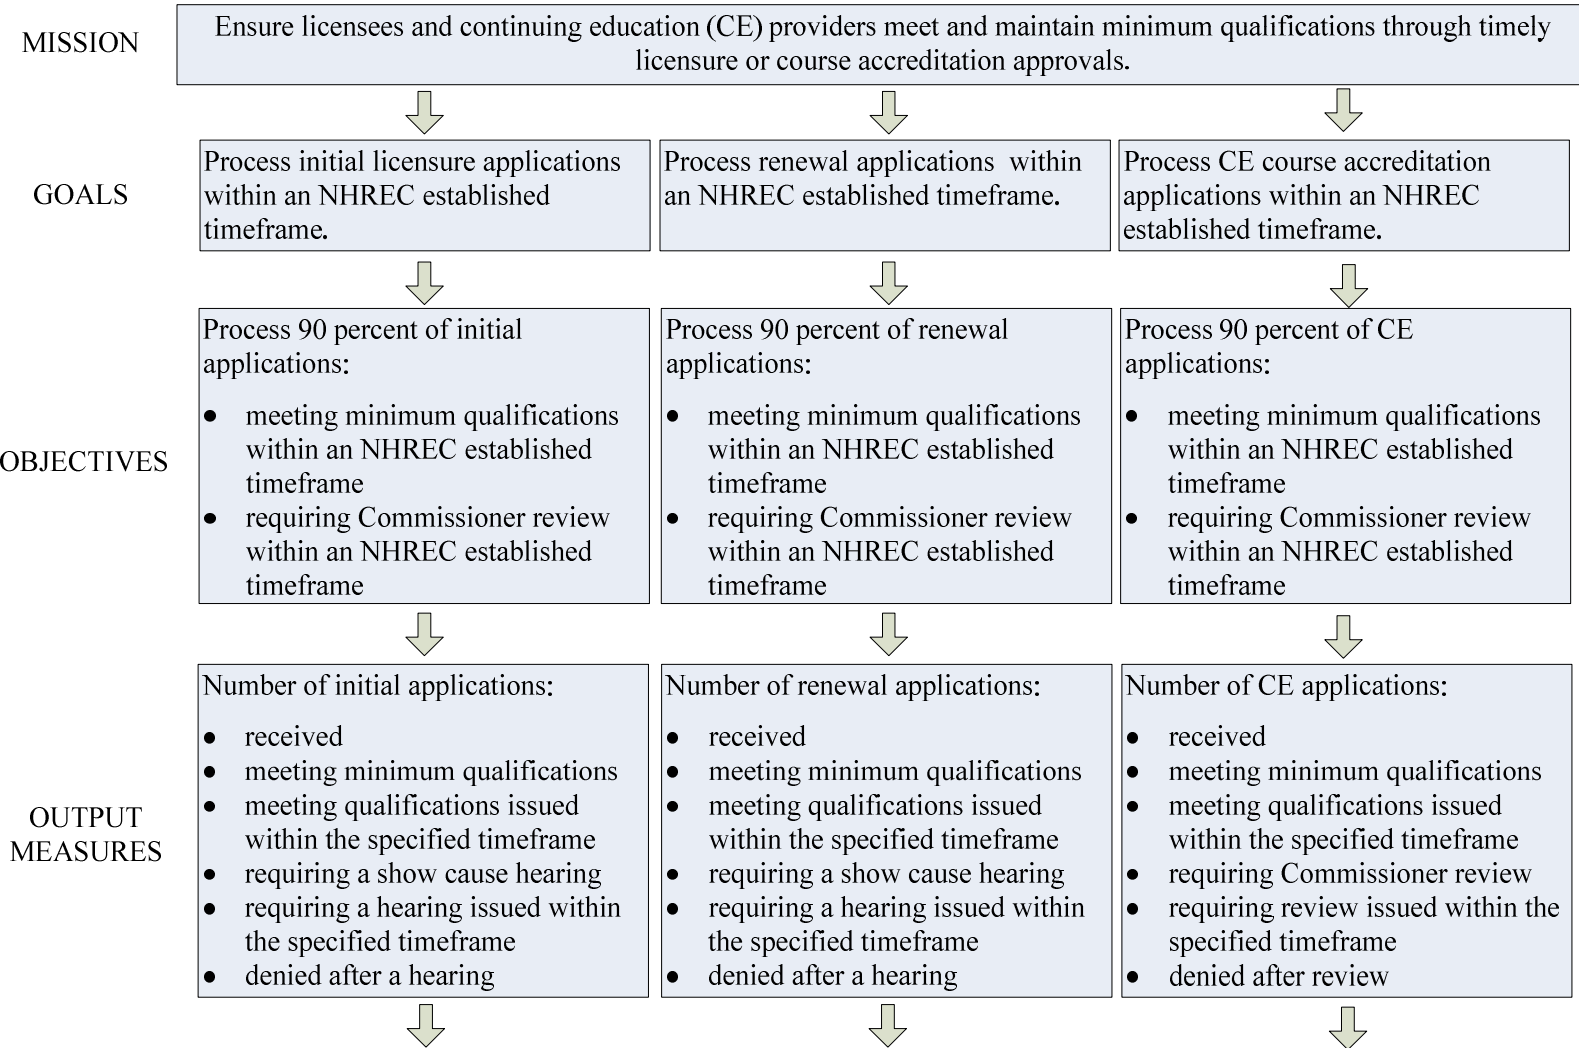 MISSION
Ensure licensees and continuing education (CE) providers meet and maintain minimum qualifications through timely
licensure or course accreditation approvals.
GOALS
Process initial licensure applications
within an NHREC established
timeframe.
Process renewal applications within
an NHREC established timeframe.
Process CE course accreditation
applications within an NHREC
established timeframe.
OBJECTIVES
Process 90 percent of initial
applications:
● meeting minimum qualifications
within an NHREC established
timeframe
● requiring Commissioner review
within an NHREC established
timeframe
Process 90 percent of renewal
applications:
● meeting minimum qualifications
within an NHREC established
timeframe
● requiring Commissioner review
within an NHREC established
timeframe
Process 90 percent of CE
applications:
● meeting minimum qualifications
within an NHREC established
timeframe
● requiring Commissioner review
within an NHREC established
timeframe
OUTPUT
MEASURES
Number of initial applications:
● received
● meeting minimum qualifications
● meeting qualifications issued
within the specified timeframe
● requiring a show cause hearing
● requiring a hearing issued within
the specified timeframe
● denied after a hearing
Number of renewal applications:
● received
● meeting minimum qualifications
● meeting qualifications issued
within the specified timeframe
● requiring a show cause hearing
● requiring a hearing issued within
the specified timeframe
● denied after a hearing
Number of CE applications:
● received
● meeting minimum qualifications
● meeting qualifications issued
within the specified timeframe
● requiring Commissioner review
● requiring review issued within the
specified timeframe
● denied after review